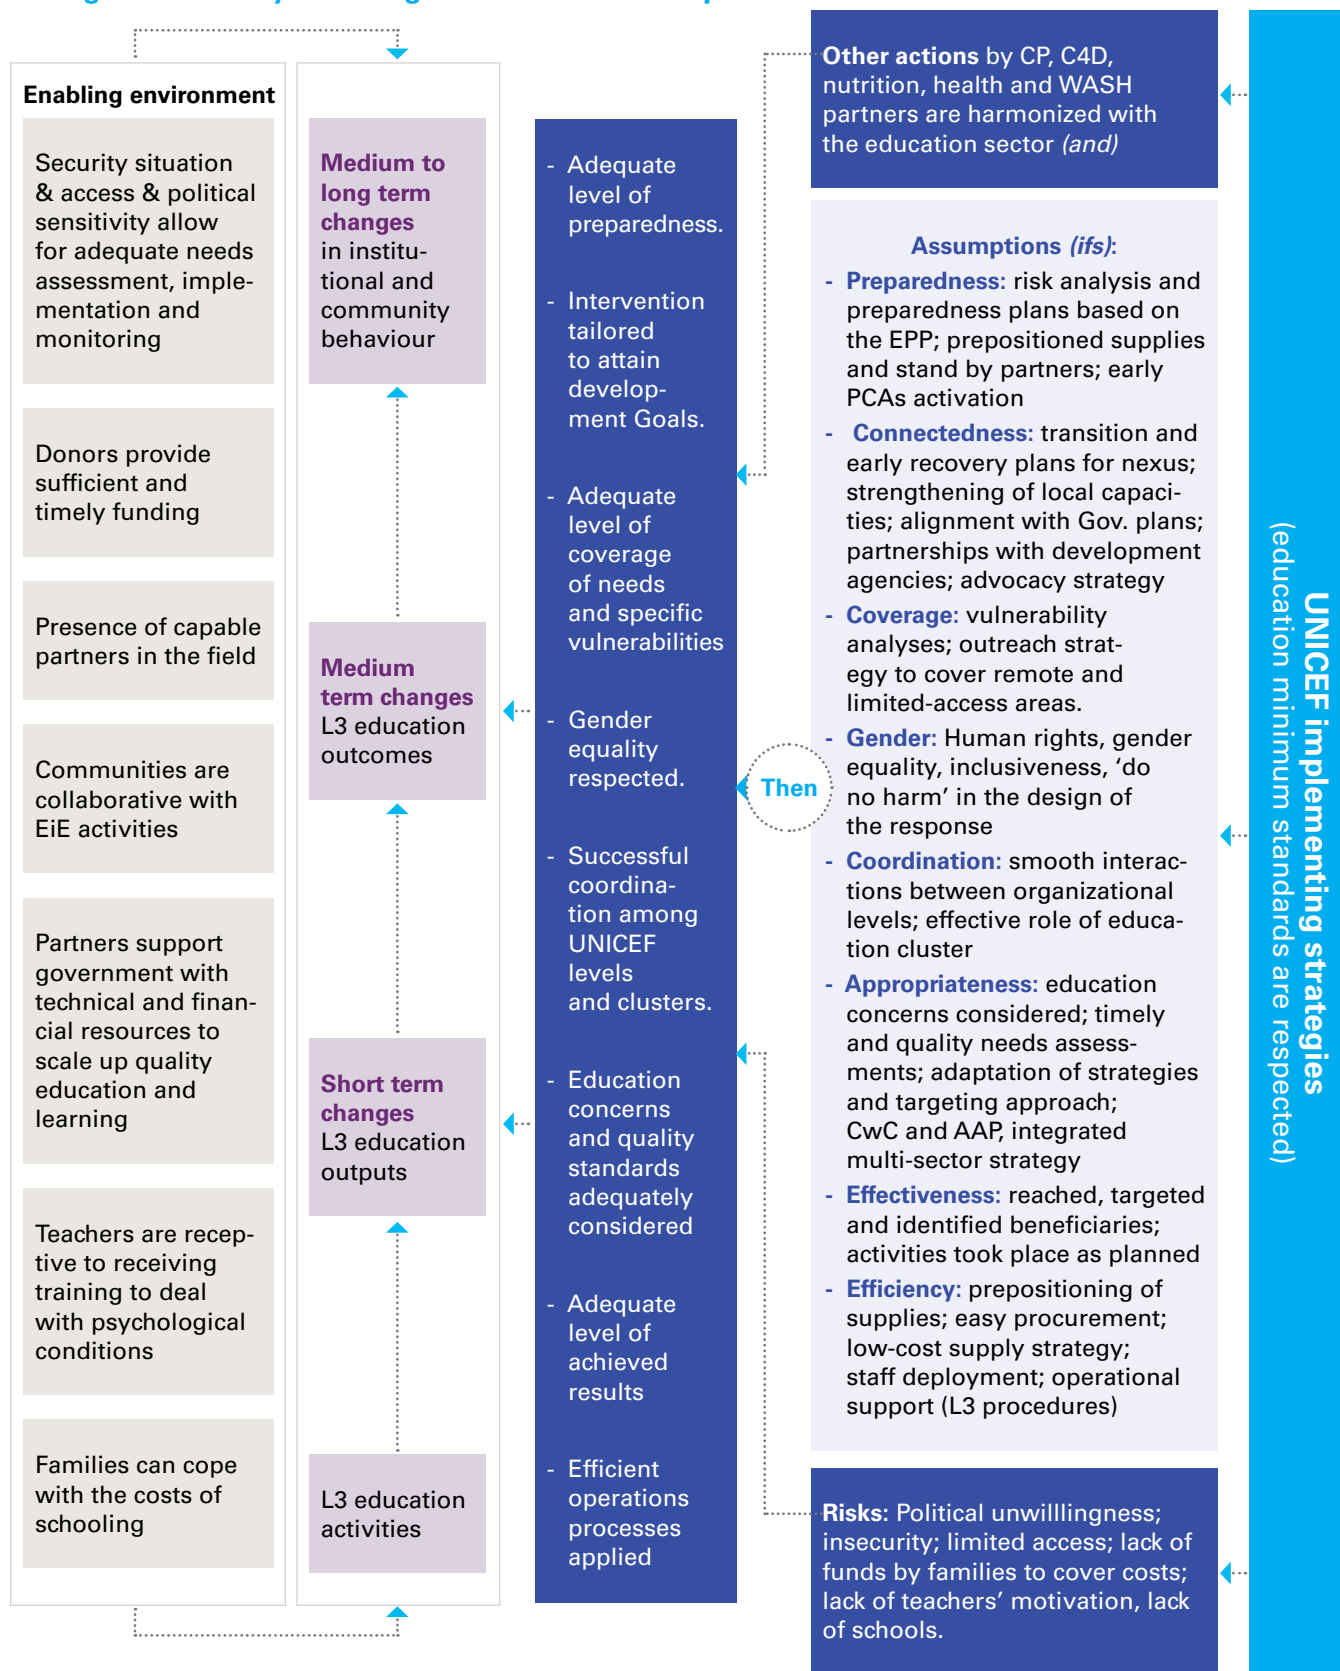 Enabling environment
Security situation
& access & political
sensitivity allow
for adequate needs
assessment, imple-
mentation and
monitoring
Donors provide
sufficient and
timely funding
Presence of capable
partners in the field
Communities are
collaborative with
EiE activities
Partners support
government with
technical and finan-
cial resources to
scale up quality
education and
learning
Teachers are recep-
tive to receiving
training to deal
with psychological
conditions
Families can cope
with the costs of
schooling
Medium to
long term
changes
in institu-
tional and
community
behaviour
Medium
term changes
L3 education
outcomes
Short term
changes
L3 education
outputs
L3 education
activities
- Adequate
level of
preparedness.
- Intervention
tailored
to attain
develop-
ment Goals.
- Adequate
level of
coverage
of needs
and specific
vulnerabilities
- Gender
equality
respected.
- Successful
coordina-
tion among
UNICEF
levels
and clusters.
- Education
concerns
and quality
standards
adequately
considered
- Adequate
level of
achieved
results
- Efficient
operations
processes
applied
Then
Other actions by CP, C4D,
nutrition, health and WASH
partners are harmonized with
the education sector (and)
Assumptions (ifs):
- Preparedness: risk analysis and
preparedness plans based on
the EPP; prepositioned supplies
and stand by partners; early
PCAs activation
- Connectedness: transition and
early recovery plans for nexus;
strengthening of local capaci-
ties; alignment with Gov. plans;
partnerships with development
agencies; advocacy strategy
- Coverage: vulnerability
analyses; outreach strat-
egy to cover remote and
limited-access areas.
- Gender: Human rights, gender
equality, inclusiveness, ‘do
no harm’ in the design of
the response
- Coordination: smooth interac-
tions between organizational
levels; effective role of educa-
tion cluster
- Appropriateness: education
concerns considered; timely
and quality needs assess-
ments; adaptation of strategies
and targeting approach;
CwC and AAP, integrated
multi-sector strategy
- Effectiveness: reached, targeted
and identified beneficiaries;
activities took place as planned
- Efficiency: prepositioning of
supplies; easy procurement;
low-cost supply strategy;
staff deployment; operational
support (L3 procedures)
Risks: Political unwilllingness;
insecurity; limited access; lack of
funds by families to cover costs;
lack of teachers’ motivation, lack
of schools.
UNICEF implementing strategies
(education minimum standards are respected)